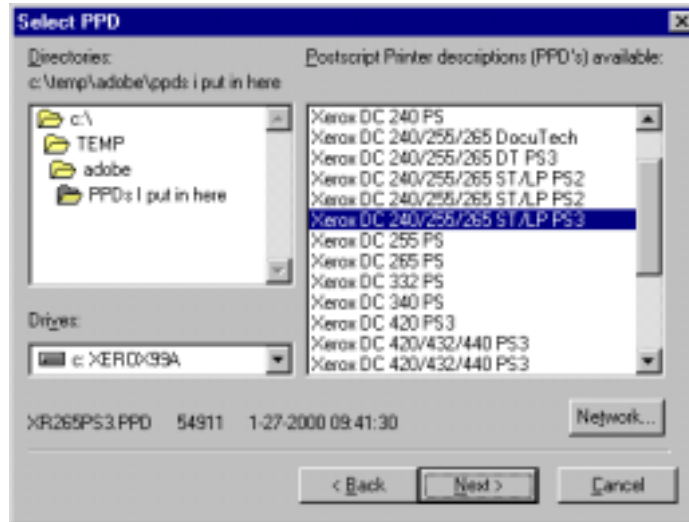 Select PPD
Directories:
c:\temp\adobe\ppds i put in here
c:\
TEMP
adobe
PPDs I put in here
Drives:
c: XEROX99A
Postscript Printer descriptions (PPD's) available:
Xerox DC 240 PS
Xerox DC 240/255/265 DocuTech
Xerox DC 240/255/265 DT PS3
Xerox DC 240/255/265 ST/LP PS2
Xerox DC 240/255/265 ST/LP PS2
Xerox DC 240/255/265 ST/LP PS3
Xerox DC 255 PS
Xerox DC 265 PS
Xerox DC 332 PS
Xerox DC 340 PS
Xerox DC 420 PS3
Xerox DC 420/432/440 PS3
Xerox DC 420/432/440 PS3
XR265PS3.PPD 54911 1-27-2000 09:41:30
Network...
< Back
Next >
Cancel